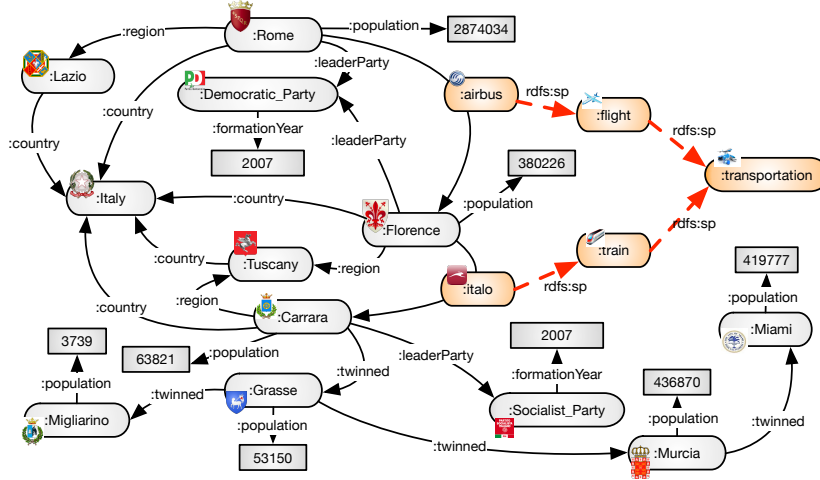 :population
:Rome
2874034
:region
:leaderParty
:Lazio
:Democratic_Party
:airbus
rdfs:sp
:flight
:country
:formationYear
rdfs:sp
:country
:leaderParty
2007
380226
:transportation
:Italy
:country
:population
:Florence
rdfs:sp
:country
:Tuscany
:region
:train
419777
:country
:region
:italo
rdfs:sp
:population
:Carrara
:Miami
3739
2007
63821
:population
:leaderParty
:population
:twinned
:formationYear
436870
:twinned
:Grasse
:Migliarino
:Socialist_Party
:population
:twinned
:population
:twinned
53150
:Murcia